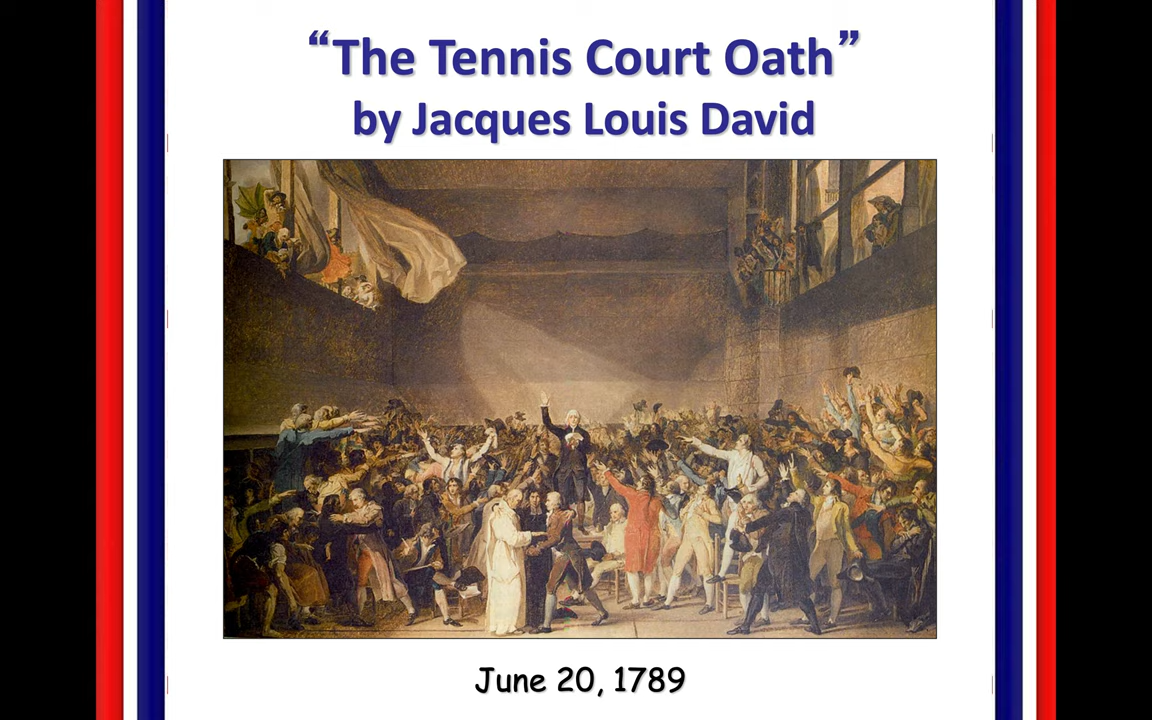 “The Tennis Court Oath”
by Jacques Louis David
June 20, 1789